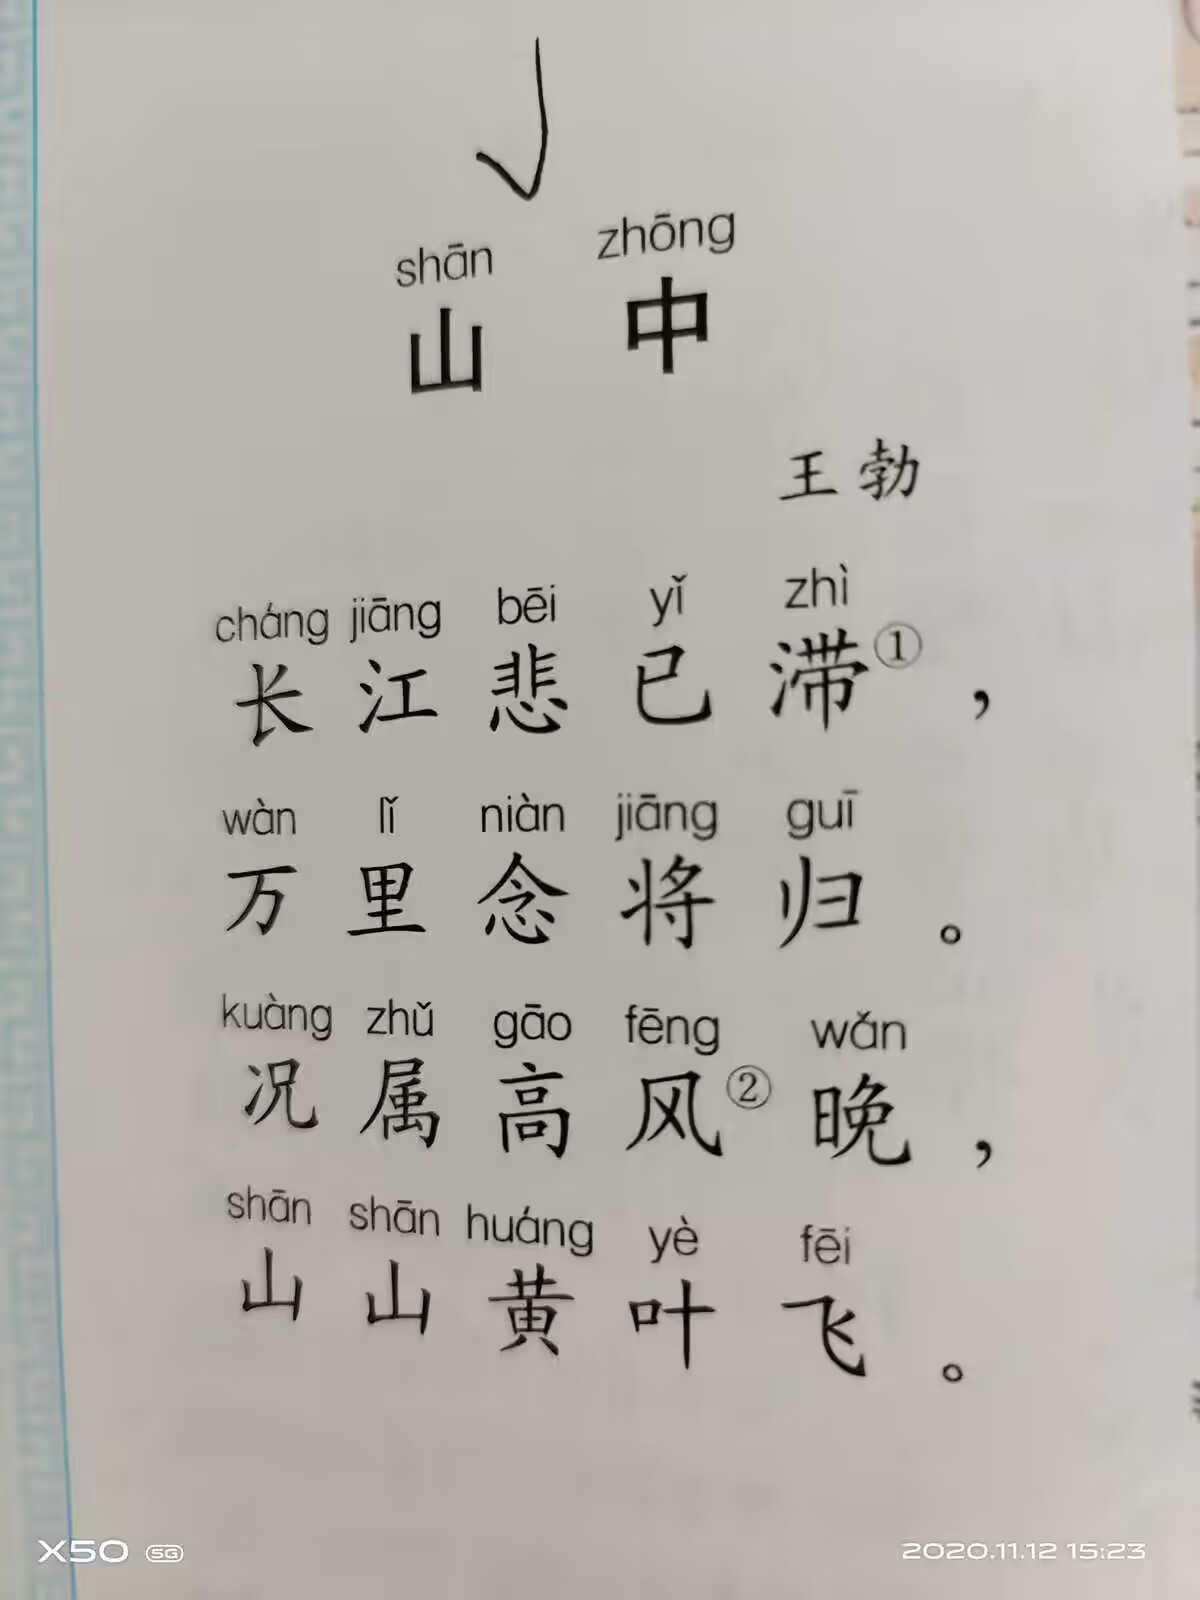 shān zhōng
山 中
王勃
cháng jiāng bēi yǐ zhì
长江悲已滞①，
wàn lǐ niàn jiāng guī
万里念将归。
kuàng zhǔ gāo fēng wǎn
况属高风②晚，
shān shān huáng yè fēi
山山黄叶飞。
X50 5G
2020.11.12 15:23